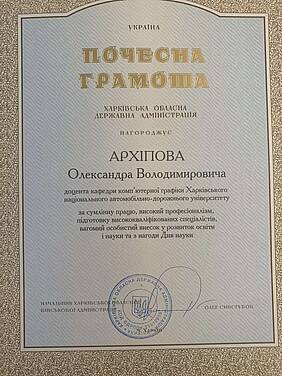 УКРАЇНА
ПОЧЕСНА
ГРАМОТА
ХАРКІВСЬКА ОБЛАСНА
ДЕРЖАВНА АДМІНІСТРАЦІЯ
НАГОРОДЖУЄ
АРХІПОВА
Олександра Володимировича
доцента кафедри комп'ютерної графіки Харківського
національного автомобільно-дорожнього університету
за сумлінну працю, високий професіоналізм,
підготовку висококваліфікованих спеціалістів,
вагомий особистий внесок у розвиток освіти
і науки та з нагоди Дня науки
НАЧАЛЬНИК ХАРКІВСЬКОЇ ОБЛАСНОЇ
ВІЙСЬКОВОЇ АДМІНІСТРАЦІЇ
ОЛЕГ СИНЄГУБОВ